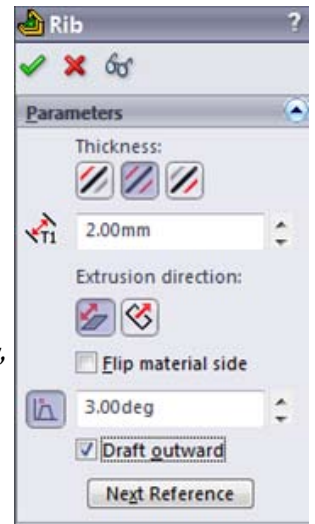 Rib ?
Parameters
Thickness:
T1 2.00mm
Extrusion direction:
,
Flip material side
3.00deg
Draft outward
Next Reference